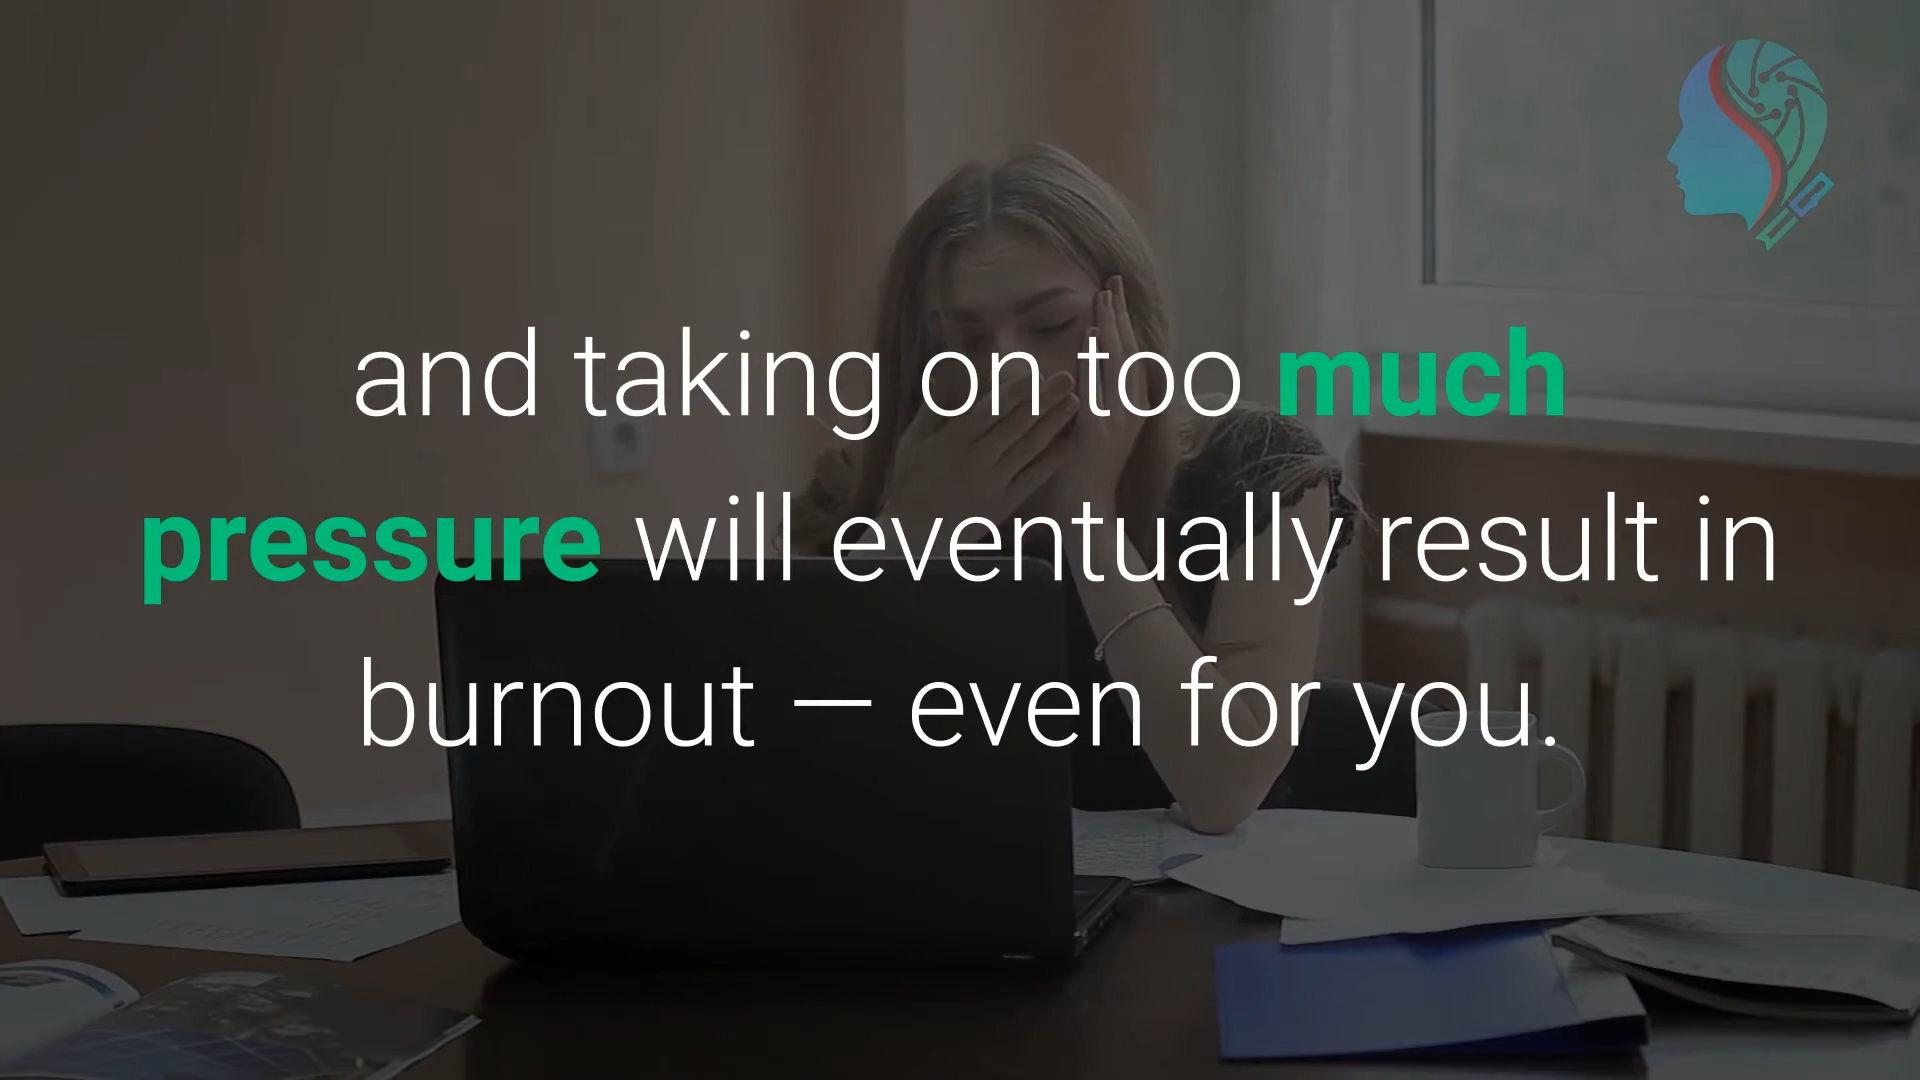 and taking on too much
pressure will eventually result in
burnout — even for you.